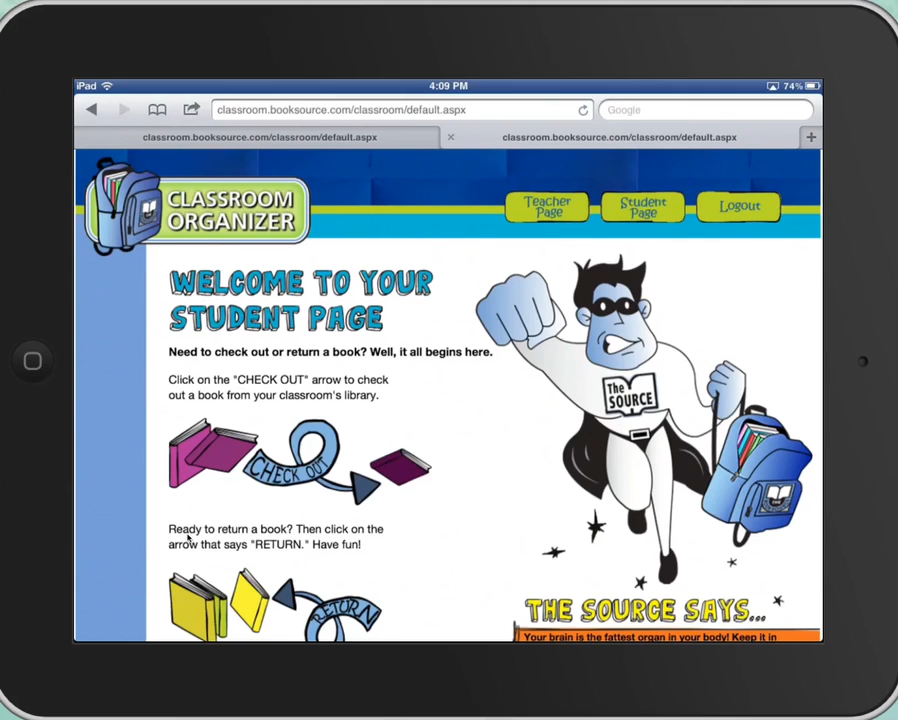 iPad
4:09 PM
74%
classroom.booksource.com/classroom/default.aspx
Google
classroom.booksource.com/classroom/default.aspx
classroom.booksource.com/classroom/default.aspx
CLASSROOM
ORGANIZER
Teacher
Page
Student
Page
Logout
WELCOME TO YOUR
STUDENT PAGE
Need to check out or return a book? Well, it all begins here.
Click on the "CHECK OUT" arrow to check
out a book from your classroom's library.
CHECK OUT
The
SOURCE
Ready to return a book? Then click on the
arrow that says "RETURN." Have fun!
RETURN
THE SOURCE SAYS...
Your brain is the fattest organ in your body! Keep it in